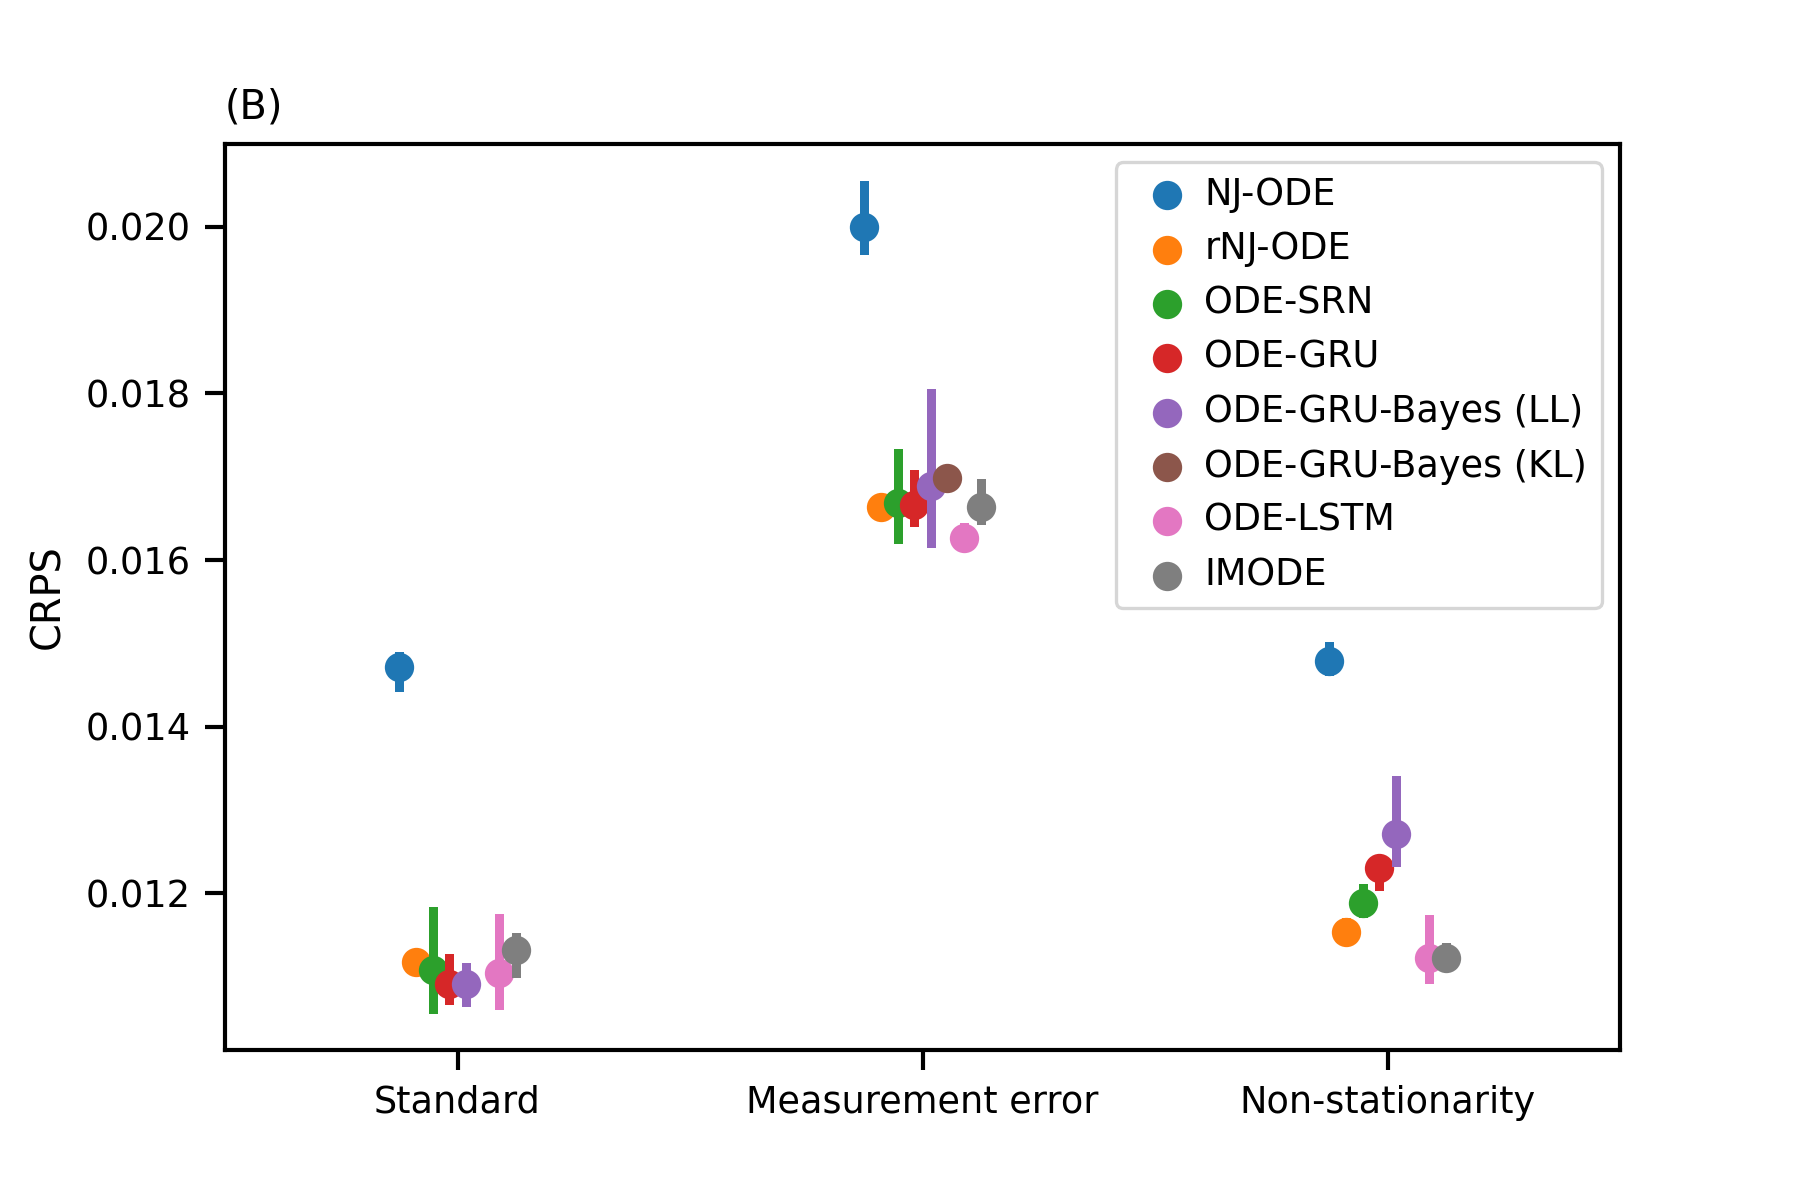 (B)
CRPS
0.020
0.018
0.016
0.014
0.012
NJ-ODE
rNJ-ODE
ODE-SRN
ODE-GRU
ODE-GRU-Bayes (LL)
ODE-GRU-Bayes (KL)
ODE-LSTM
IMODE
Standard
Measurement error
Non-stationarity